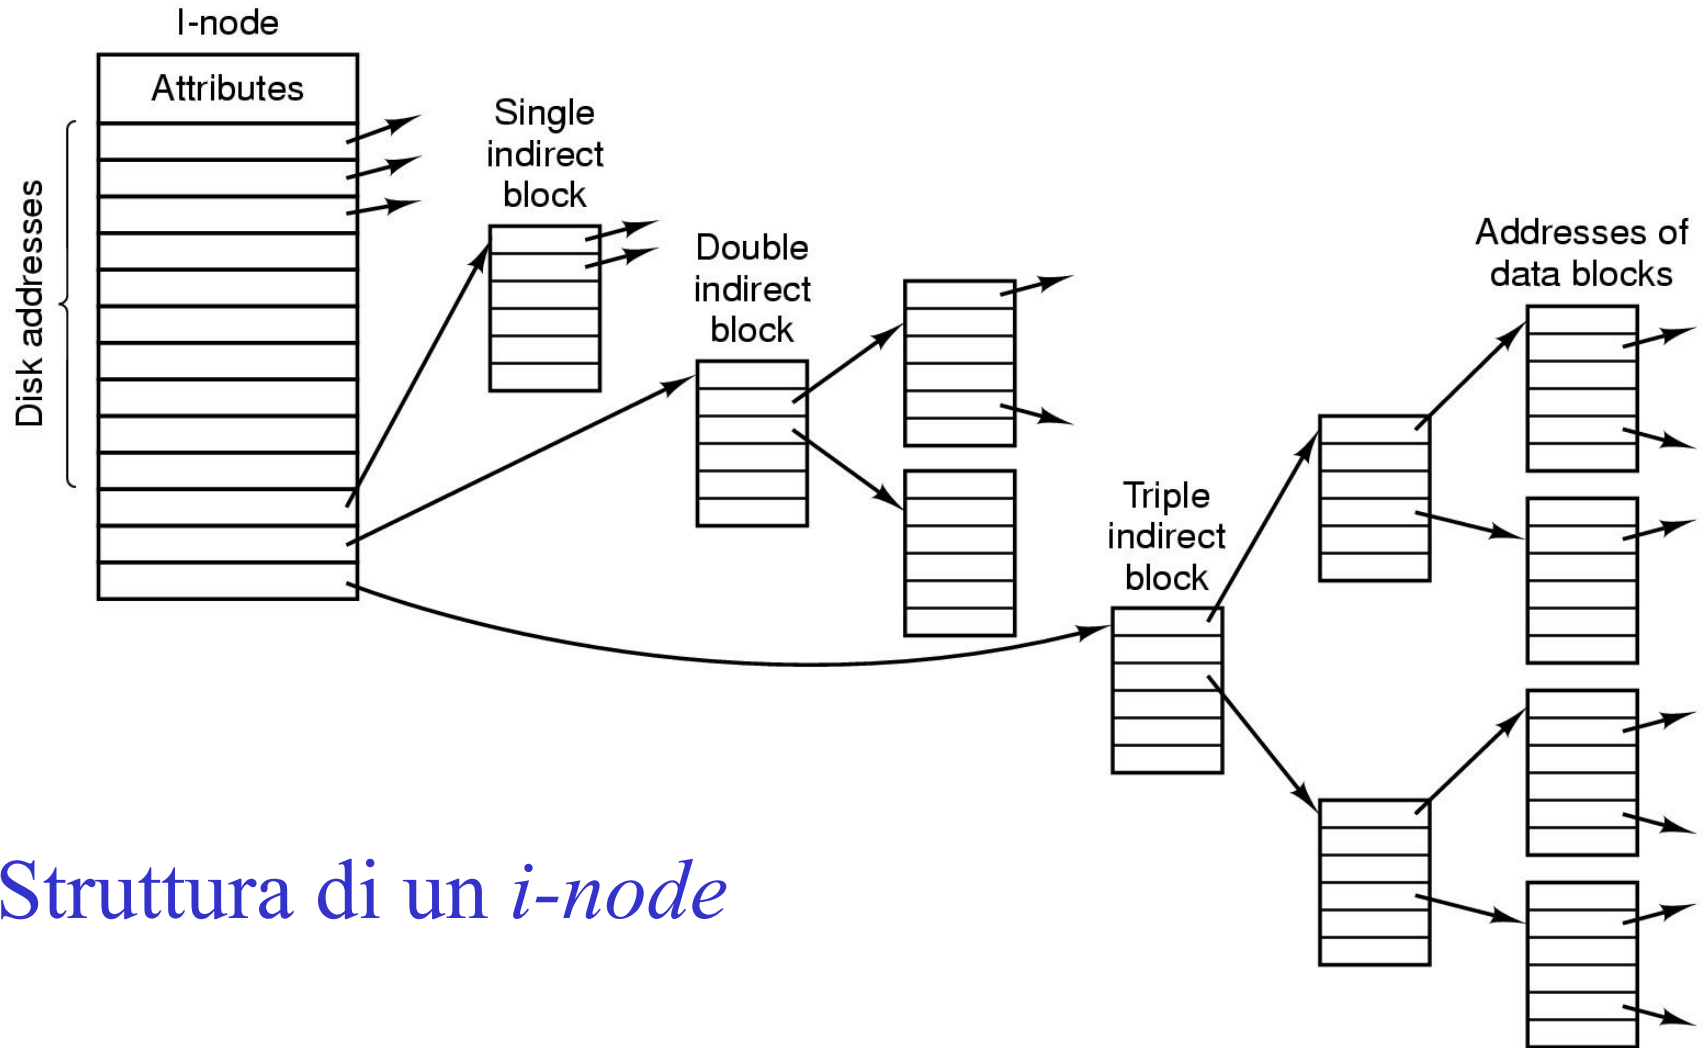 I-node
Attributes
Disk addresses
Single
indirect
block
Double
indirect
block
Triple
indirect
block
Addresses of
data blocks
Struttura di un i-node